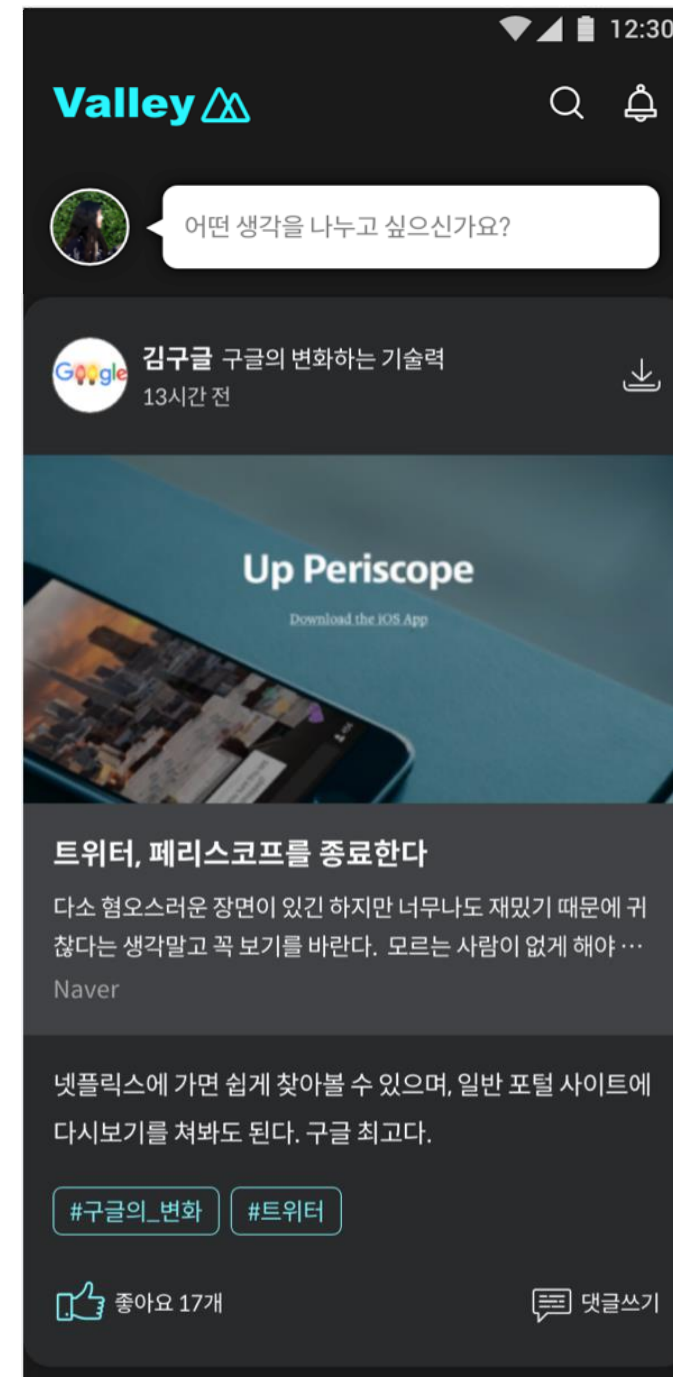 12:30
Valley
어떤 생각을 나누고 싶으신가요?
Google
김구글 구글의 변화하는 기술력
13시간 전
Up Periscope
Download the iOS App
트위터, 페리스코프를 종료한다
다소 혐오스러운 장면이 있긴 하지만 너무나도 재밌기 때문에 귀
찮다는 생각말고 꼭 보기를 바란다. 모르는 사람이 없게 해야 ···
Naver
넷플릭스에 가면 쉽게 찾아볼 수 있으며, 일반 포털 사이트에
다시보기를 쳐봐도 된다. 구글 최고다.
#구글의_변화 #트위터
좋아요 17개 댓글쓰기